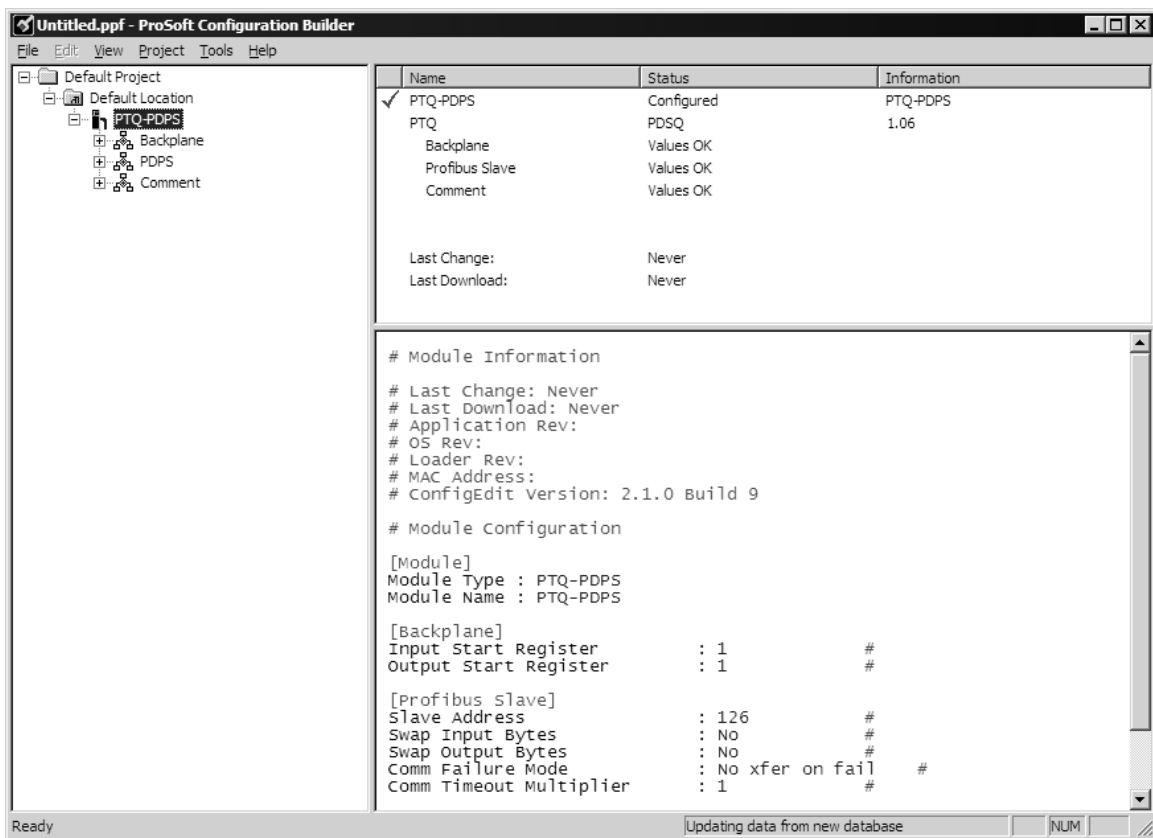 Untitled.ppf - ProSoft Configuration Builder
File Edit View Project Tools Help
Default Project
Default Location
PTQ-PDPS
Backplane
PDPS
Comment
Name Status Information
PTQ-PDPS Configured PTQ-PDPS
PTQ PDSQ 1.06
Backplane Values OK
Profibus Slave Values OK
Comment Values OK
Last Change: Never
Last Download: Never
# Module Information
# Last Change: Never
# Last Download: Never
# Application Rev:
# OS Rev:
# Loader Rev:
# MAC Address:
# ConfigEdit Version: 2.1.0 Build 9
# Module Configuration
[Module]
Module Type : PTQ-PDPS
Module Name : PTQ-PDPS
[Backplane]
Input Start Register : 1 #
Output Start Register : 1 #
[Profibus Slave]
Slave Address : 126 #
Swap Input Bytes : No #
Swap Output Bytes : No #
Comm Failure Mode : No xfer on fail #
Comm Timeout Multiplier : 1 #
Ready Updating data from new database NUM